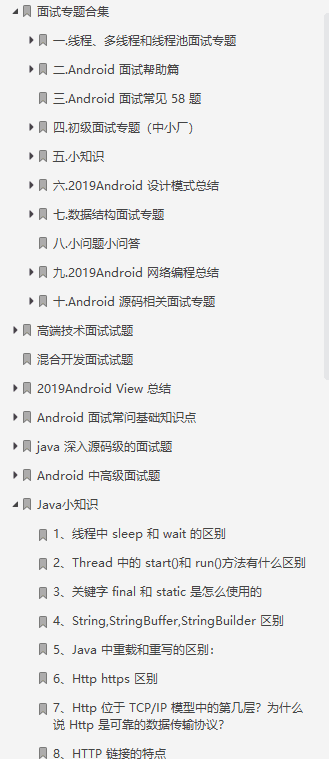 面试专题合集
一.线程、多线程和线程池面试专题
二.Android 面试帮助篇
三.Android 面试常见 58 题
四.初级面试专题（中小厂）
五.小知识
六.2019Android 设计模式总结
七.数据结构面试专题
八.小问题小问答
九.2019Android 网络编程总结
十.Android 源码相关面试专题
高端技术面试试题
混合开发面试试题
2019Android View 总结
Android 面试常问基础知识点
java 深入源码级的面试题
Android 中高级面试题
Java小知识
1、线程中 sleep 和 wait 的区别
2、Thread 中的 start()和 run()方法有什么区别
3、关键字 final 和 static 是怎么使用的
4、String,StringBuffer,StringBuilder 区别
5、Java 中重载和重写的区别：
6、Http https 区别
7、Http 位于 TCP/IP 模型中的第几层？为什么
说 Http 是可靠的数据传输协议？
8、HTTP 链接的特点